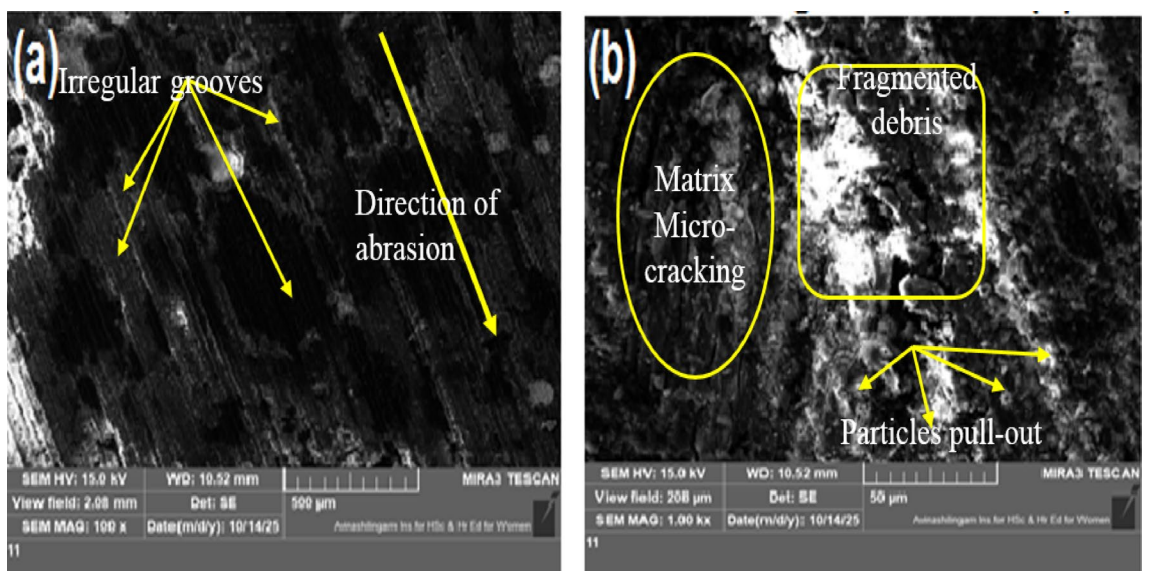 (a)
Irregular grooves
Direction of
abrasion
SEM HV: 15.0 kV
WD: 10.52 mm
MIRA3 TESCAN
View field: 2.08 mm
Det: SE
500 µm
SEM MAG: 100 x
Date(m/d/y): 10/14/25
Avinashilingam Ins for HSc & Hr Ed for Women
11
(b)
Fragmented
debris
Matrix
Micro-
cracking
Particles pull-out
SEM HV: 15.0 kV
WD: 10.52 mm
MIRA3 TESCAN
View field: 208 µm
Det: SE
50 µm
SEM MAG: 1.00 kx
Date(m/d/y): 10/14/25
Avinashilingam Ins for HSc & Hr Ed for Women
11